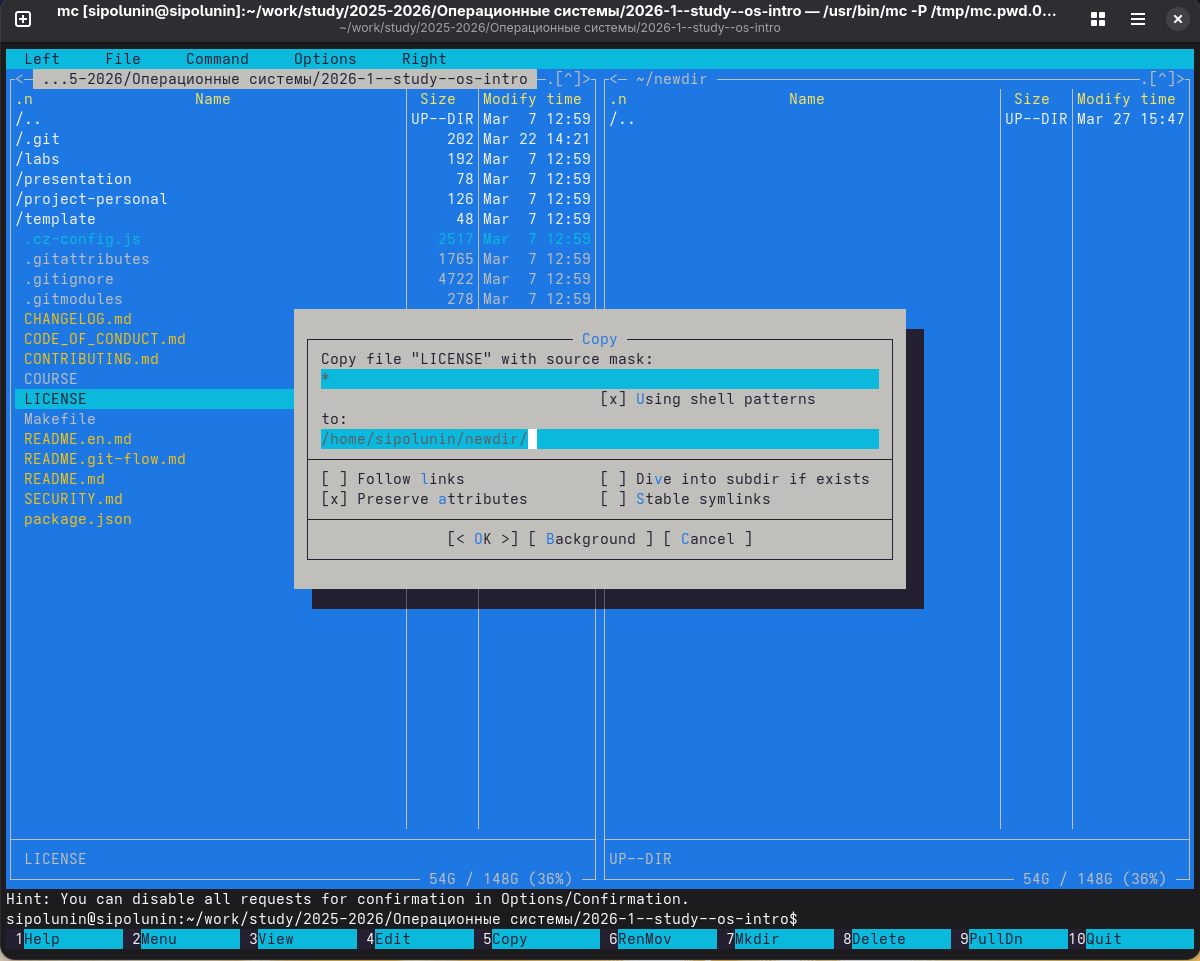 mc [sipolunin@sipolunin]:~/work/study/2025-2026/Операционные системы/2026-1--study--os-intro — /usr/bin/mc -P /tmp/mc.pwd.0…
~/work/study/2025-2026/Операционные системы/2026-1--study--os-intro
Left File Command Options Right
<— ...5-2026/Операционные системы/2026-1--study--os-intro —.[^]> <— ~/newdir —.[^]>
.n Name Size Modify time .n Name Size Modify time
/.. UP--DIR Mar 7 12:59 /.. UP--DIR Mar 27 15:47
/.git 202 Mar 22 14:21
/labs 192 Mar 7 12:59
/presentation 78 Mar 7 12:59
/project-personal 126 Mar 7 12:59
/template 48 Mar 7 12:59
.cz-config.js 2517 Mar 7 12:59
.gitattributes 1765 Mar 7 12:59
.gitignore 4722 Mar 7 12:59
.gitmodules 278 Mar 7 12:59
CHANGELOG.md
CODE_OF_CONDUCT.md
CONTRIBUTING.md
COURSE
LICENSE
Makefile
README.en.md
README.git-flow.md
README.md
SECURITY.md
package.json
Copy
Copy file "LICENSE" with source mask:
*
[x] Using shell patterns
to:
/home/sipolunin/newdir/
[ ] Follow links [ ] Dive into subdir if exists
[x] Preserve attributes [ ] Stable symlinks
[< OK >] [ Background ] [ Cancel ]
LICENSE UP--DIR
54G / 148G (36%) 54G / 148G (36%)
Hint: You can disable all requests for confirmation in Options/Confirmation.
sipolunin@sipolunin:~/work/study/2025-2026/Операционные системы/2026-1--study--os-intro$
1Help 2Menu 3View 4Edit 5Copy 6RenMov 7Mkdir 8Delete 9PullDn 10Quit